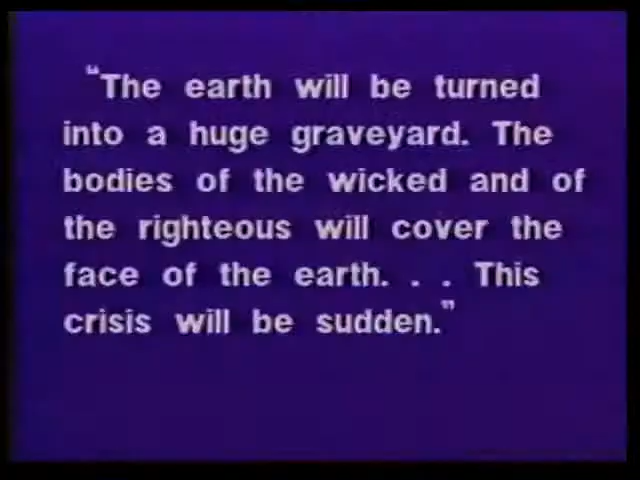 “The earth will be turned
into a huge graveyard. The
bodies of the wicked and of
the righteous will cover the
face of the earth. . . This
crisis will be sudden.”